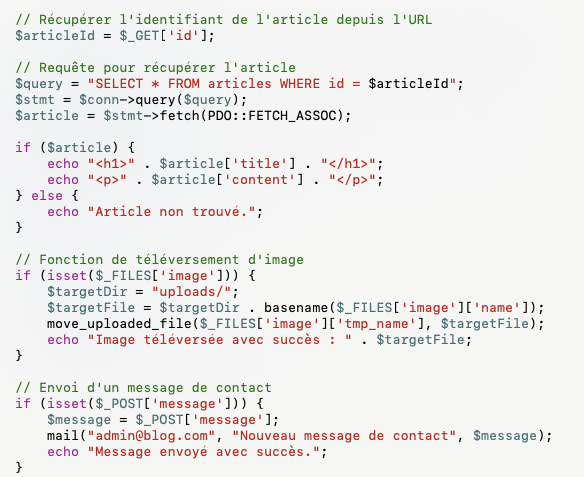 // Récupérer l'identifiant de l'article depuis l'URL
$articleId = $_GET['id'];

// Requête pour récupérer l'article
$query = "SELECT * FROM articles WHERE id = $articleId";
$stmt = $conn->query($query);
$article = $stmt->fetch(PDO::FETCH_ASSOC);

if ($article) {
    echo "<h1>" . $article['title'] . "</h1>";
    echo "<p>" . $article['content'] . "</p>";
} else {
    echo "Article non trouvé.";
}

// Fonction de téléversement d'image
if (isset($_FILES['image'])) {
    $targetDir = "uploads/";
    $targetFile = $targetDir . basename($_FILES['image']['name']);
    move_uploaded_file($_FILES['image']['tmp_name'], $targetFile);
    echo "Image téléversée avec succès : " . $targetFile;
}

// Envoi d'un message de contact
if (isset($_POST['message'])) {
    $message = $_POST['message'];
    mail("admin@blog.com", "Nouveau message de contact", $message);
    echo "Message envoyé avec succès.";
}